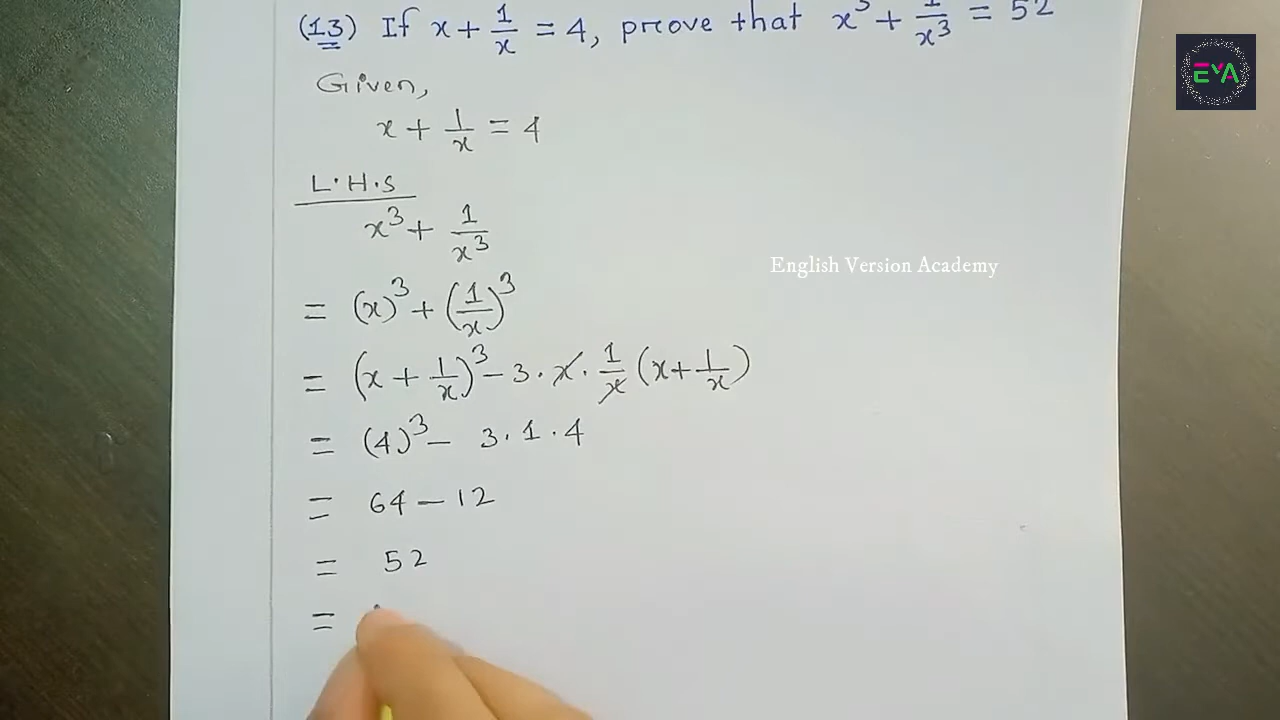 (13) If x + 1/x = 4, prove that x³ + 1/x³ = 52
EYA
Given,
x + 1/x = 4
L.H.S
x³ + 1/x³
English Version Academy
= (x)³ + (1/x)³
= (x + 1/x)³ - 3 · x · 1/x (x + 1/x)
= (4)³ - 3 · 1 · 4
= 64 - 12
= 52
=